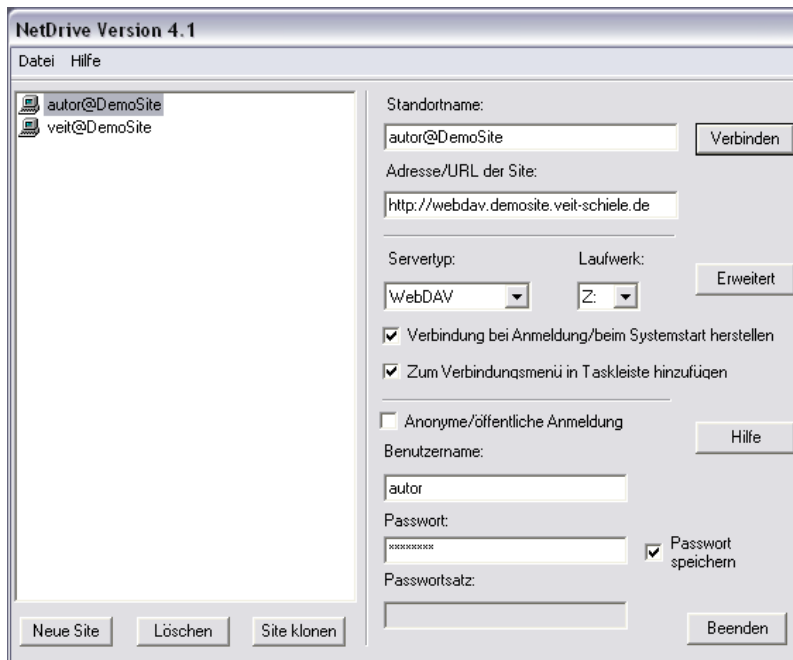 NetDrive Version 4.1
Datei Hilfe
autor@DemoSite
veit@DemoSite
Standortname:
autor@DemoSite
Verbinden
Adresse/URL der Site:
http://webdav.demosite.veit-schiele.de
Servertyp:
Laufwerk:
WebDAV
Z:
Erweitert
Verbindung bei Anmeldung/beim Systemstart herstellen
Zum Verbindungsmenü in Taskleiste hinzufügen
Anonyme/öffentliche Anmeldung
Hilfe
Benutzername:
autor
Passwort:
********
Passwort
speichern
Passwortsatz:
Neue Site
Löschen
Site klonen
Beenden